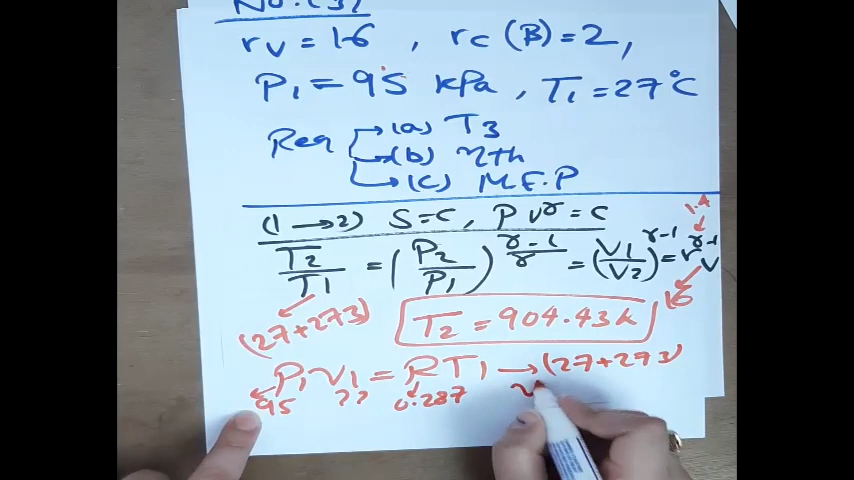 No.(3)
rv = 16 , rc (B) = 2 ,
P1 = 95 kPa , T1 = 27°C
Req → (a) T3
→ (b) ηth
→ (c) M.E.P
(1 → 2) S=C , P v^γ = C
1.4
T2/T1 = (P2/P1)^(γ-1/γ) = (V1/V2)^(γ-1) = rv^(γ-1)
(27+273) T2 = 904.43 k 16
P1 v1 = R T1 → (27+273)
95 ?? 0.287